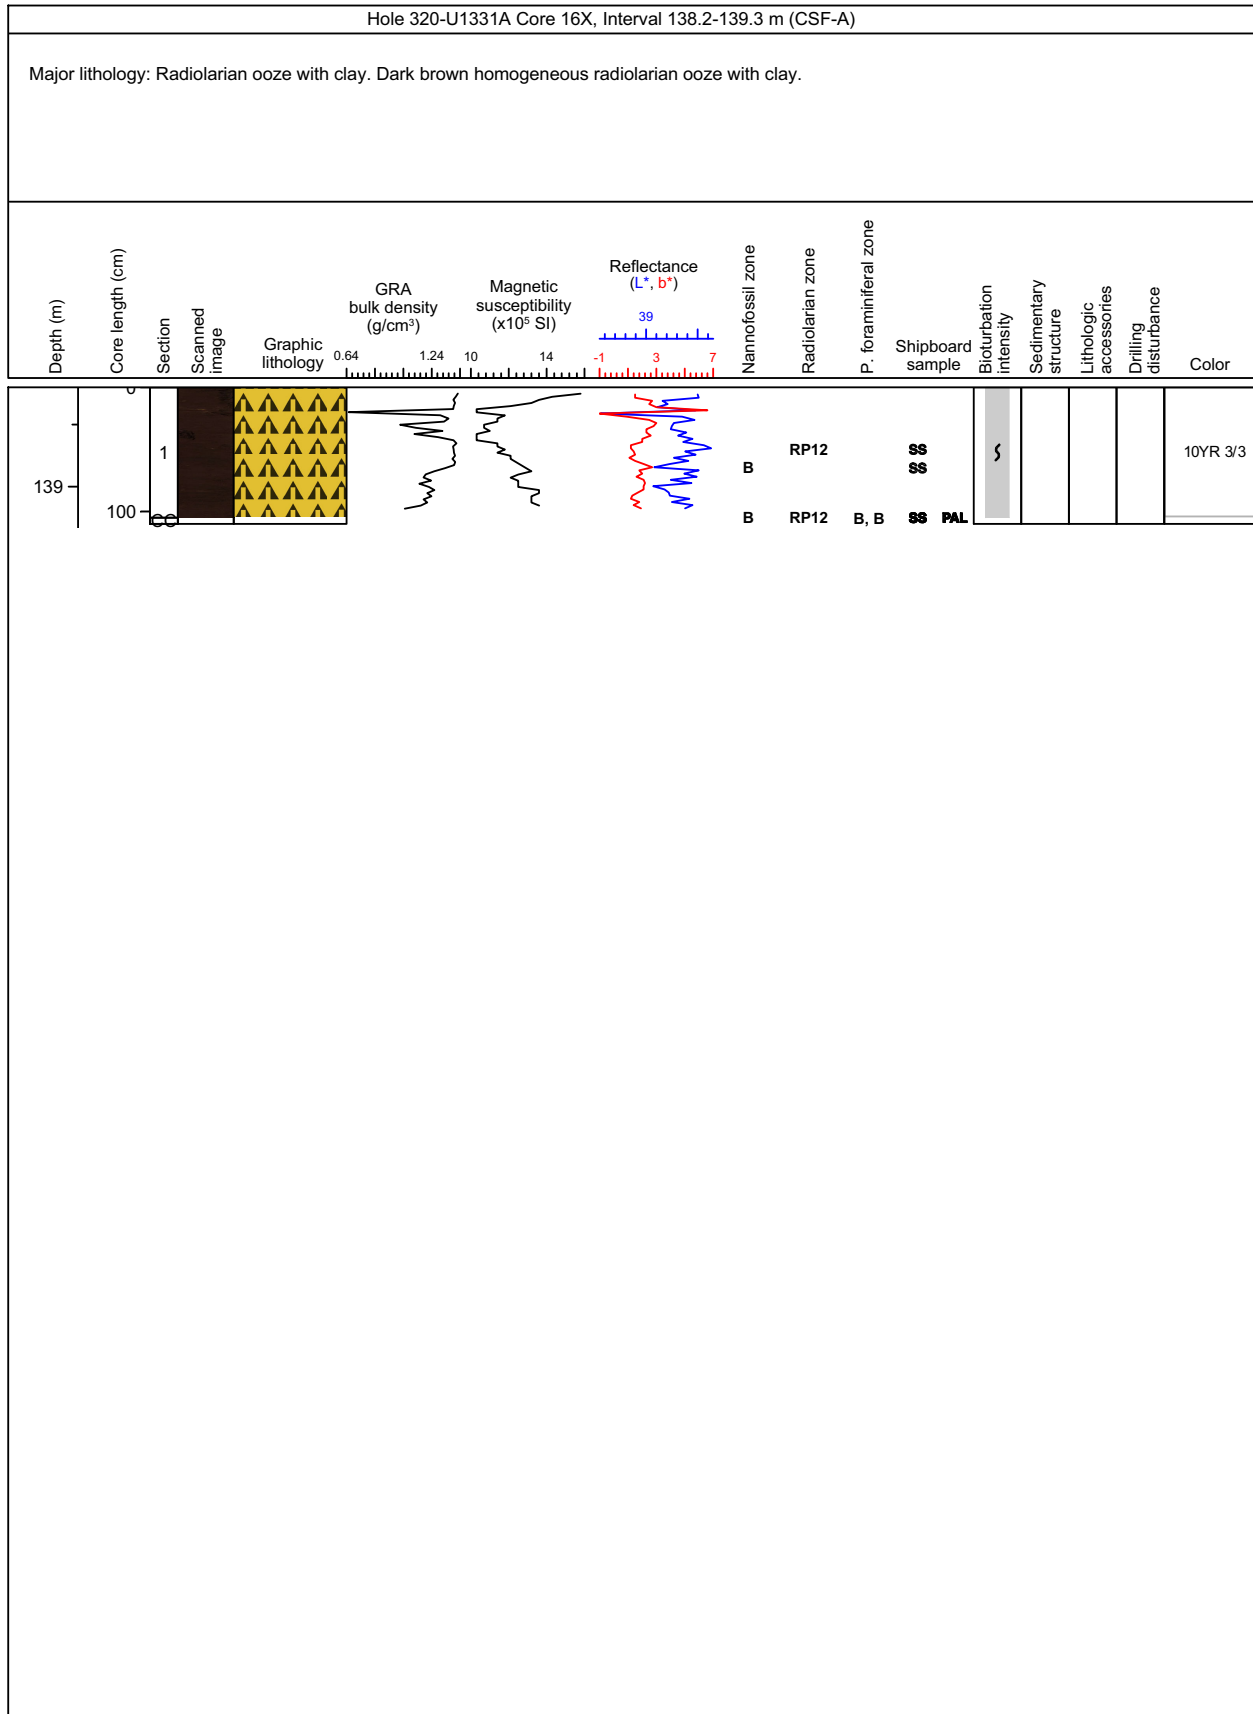 Hole 320-U1331A Core 16X, Interval 138.2-139.3 m (CSF-A)
Major lithology: Radiolarian ooze with clay. Dark brown homogeneous radiolarian ooze with clay.
Depth (m)
Core length (cm)
Section
Scanned
image
Graphic
lithology
GRA
bulk density
(g/cm³)
0.64 1.24
Magnetic
susceptibility
(x10⁵ SI)
10 14
Reflectance
(L*, b*)
39
-1 3 7
Nannofossil zone
Radiolarian zone
P. foraminiferal zone
Shipboard
sample
Bioturbation
intensity
Sedimentary
structure
Lithologic
accessories
Drilling
disturbance
Color
0
1 RP12 SS 10YR 3/3
B SS
139
100
CC B RP12 B, B SS PAL